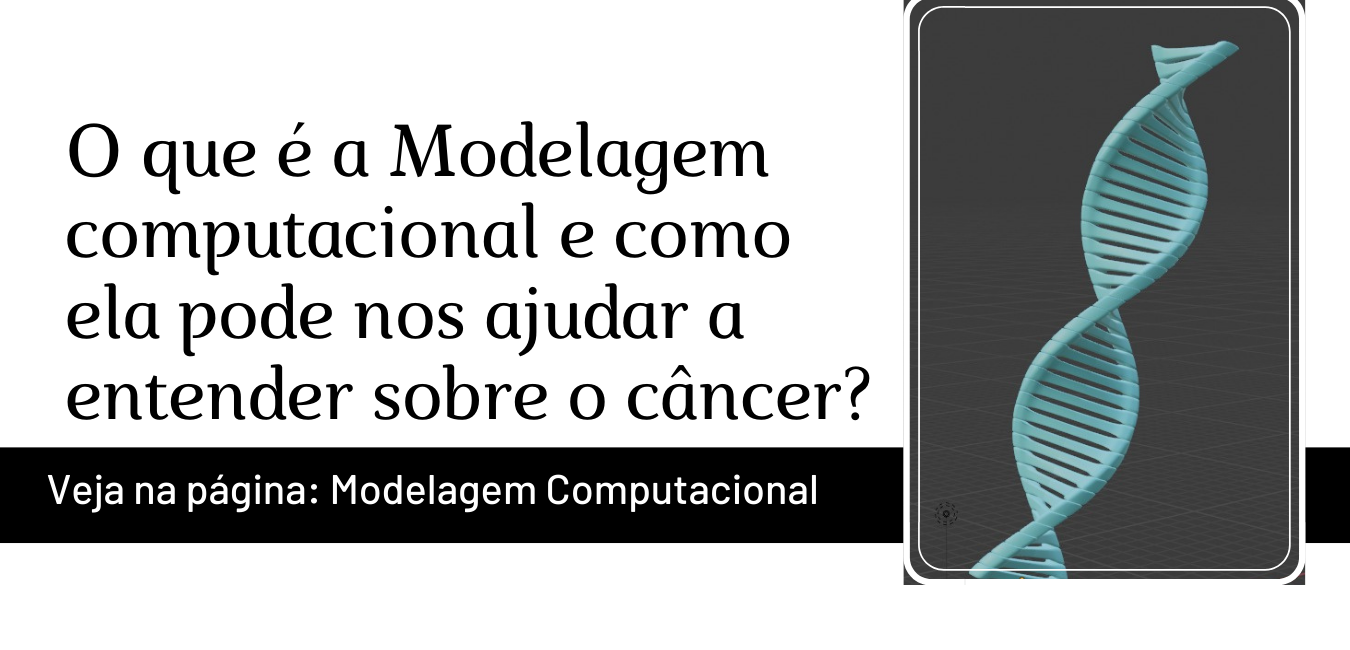 O que é a Modelagem
computacional e como
ela pode nos ajudar a
entender sobre o câncer?
Veja na página: Modelagem Computacional